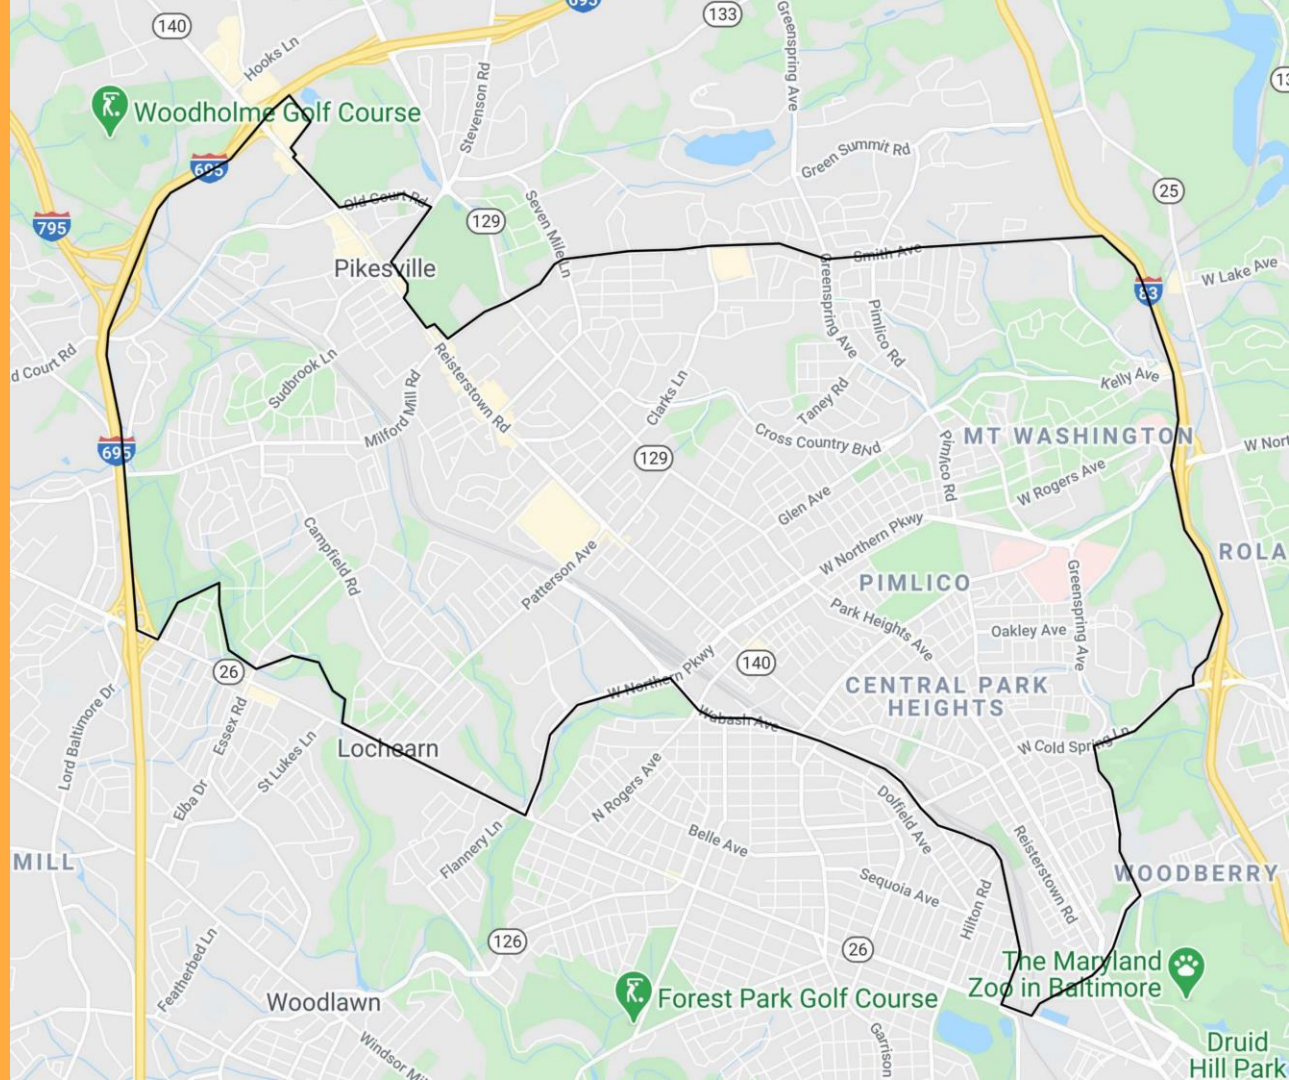 695
140
133
Hooks Ln
Greenspring Ave
Stevenson Rd
Woodholme Golf Course
Green Summit Rd
695
25
795
Old Court Rd
129
Seven Mile Ln
Pikesville
Smith Ave
W Lake Ave
83
Greenspring Ave
Pimlico Rd
d Court Rd
Sudbrook Ln
Reisterstown Rd
Kelly Ave
Milford Mill Rd
Clarks Ln
Taney Rd
695
Cross Country Blvd
MT WASHINGTON
W Nort
129
Pimlico Rd
W Rogers Ave
Glen Ave
Campfield Rd
W Northern Pkwy
Patterson Ave
ROLA
PIMLICO
Greenspring Ave
Park Heights Ave
Oakley Ave
26
W Northern Pkwy
140
CENTRAL PARK
HEIGHTS
Lord Baltimore Dr
Essex Rd
Wabash Ave
W Cold Spring Ln
St Lukes Ln
Lochearn
Elba Dr
N Rogers Ave
Dolfield Ave
Flannery Ln
Belle Ave
Reisterstown Rd
MILL
WOODBERRY
Sequoia Ave
Hilton Rd
126
26
Featherbed Ln
The Maryland
Zoo in Baltimore
Woodlawn
Forest Park Golf Course
Garrison
Windsor Mi
Druid
Hill Park